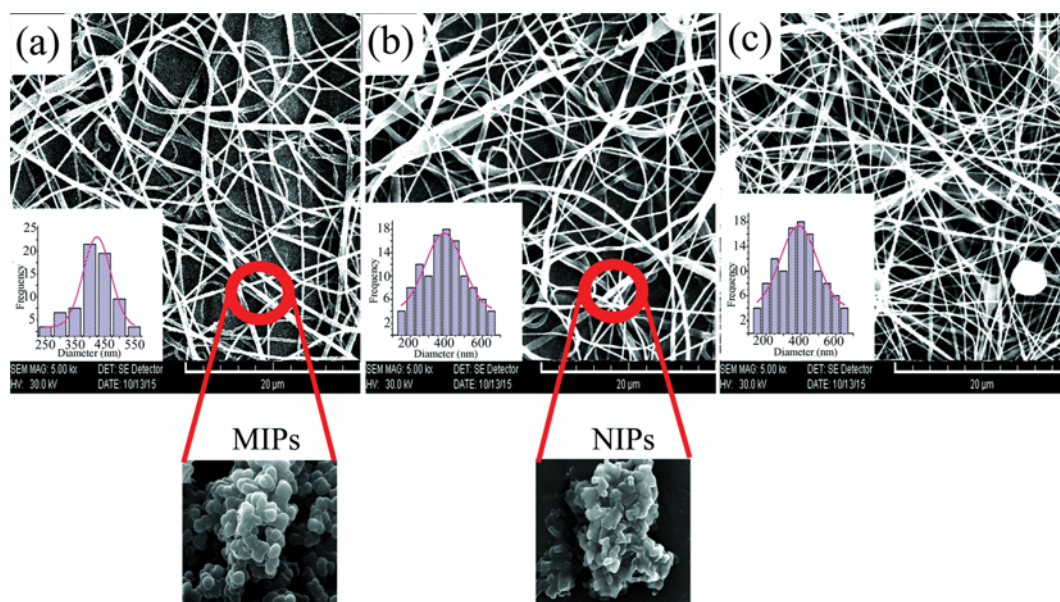 (a)
(b)
(c)
Frequency
25
20
15
10
5
250 350 450 550
Diameter (nm)
Frequency
18
14
10
6
2
200 400 600
Diameter (nm)
Frequency
18
14
10
6
2
200 400 600
Diameter (nm)
SEM MAG: 5.00 kx DET: SE Detector
HV: 30.0 kV DATE: 10/13/15 20 μm
SEM MAG: 5.00 kx DET: SE Detector
HV: 30.0 kV DATE: 10/13/15 20 μm
SEM MAG: 5.00 kx DET: SE Detector
HV: 30.0 kV DATE: 10/13/15 20 μm
MIPs
NIPs